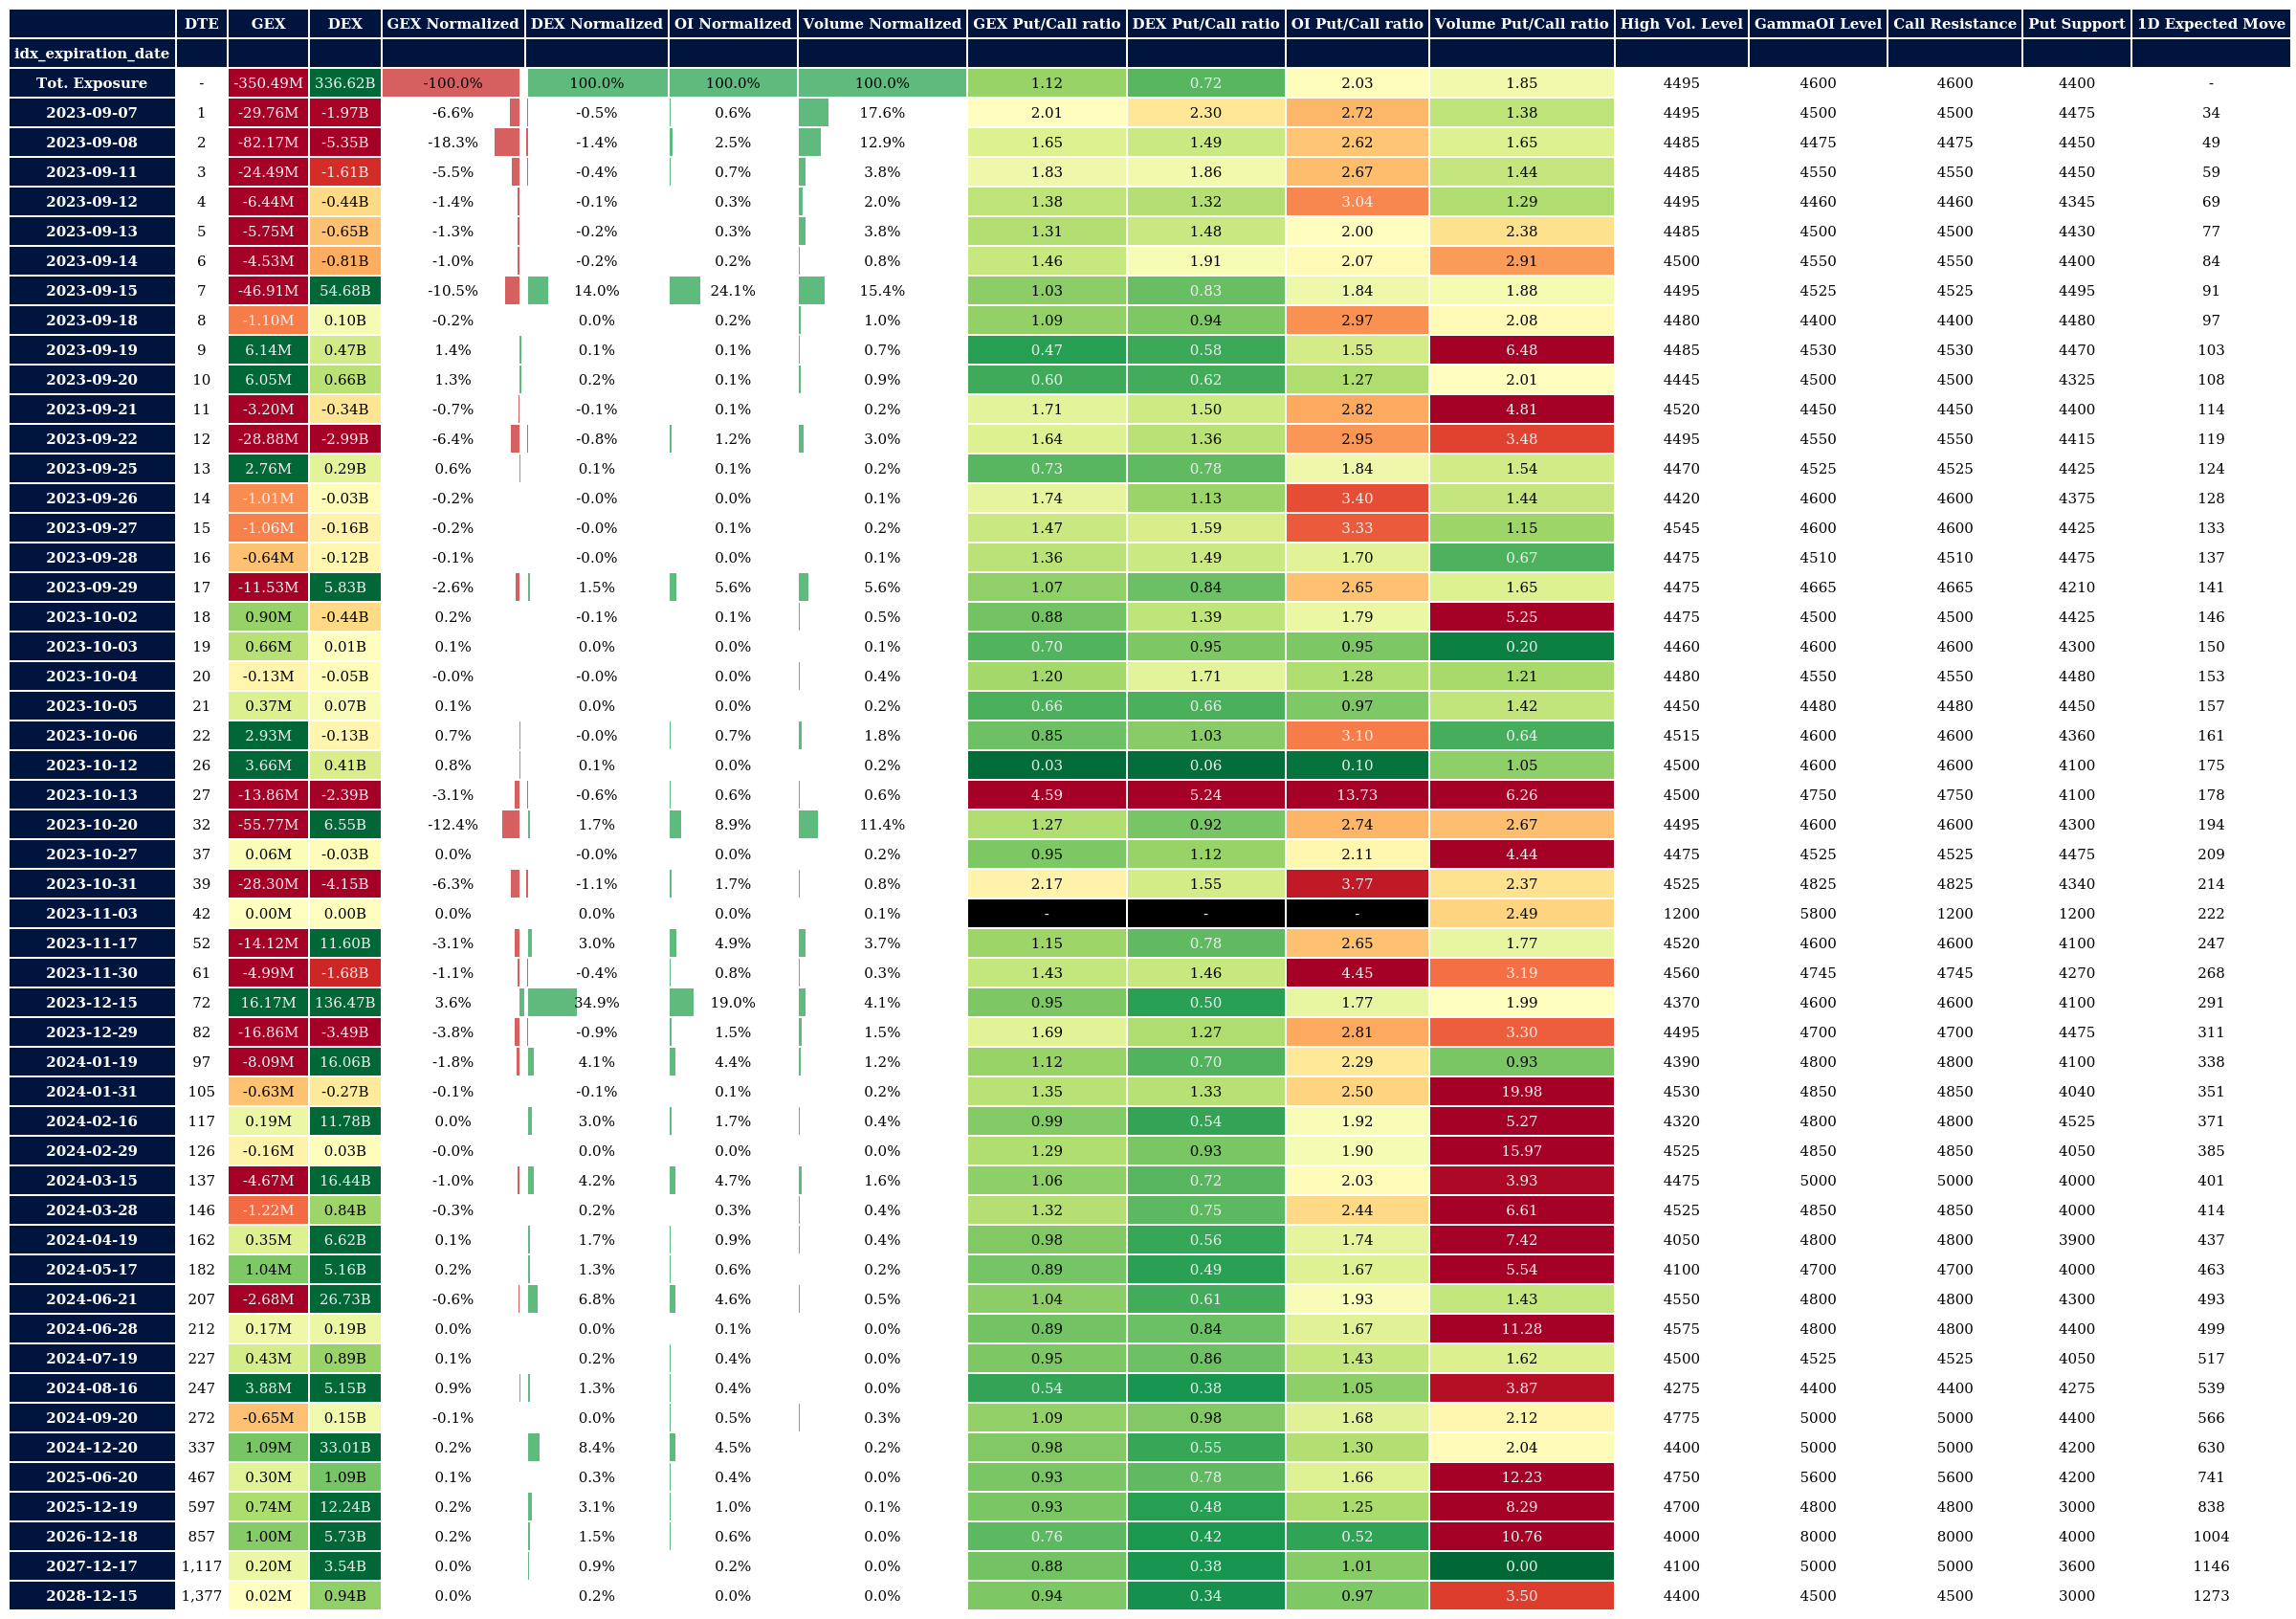 DTE GEX DEX GEX Normalized DEX Normalized OI Normalized Volume Normalized GEX Put/Call ratio DEX Put/Call ratio OI Put/Call ratio Volume Put/Call ratio High Vol. Level GammaOI Level Call Resistance Put Support 1D Expected Move
idx_expiration_date
Tot. Exposure - -350.49M 336.62B -100.0% 100.0% 100.0% 100.0% 1.12 0.72 2.03 1.85 4495 4600 4600 4400 -
2023-09-07 1 -29.76M -1.97B -6.6% -0.5% 0.6% 17.6% 2.01 2.30 2.72 1.38 4495 4500 4500 4475 34
2023-09-08 2 -82.17M -5.35B -18.3% -1.4% 2.5% 12.9% 1.65 1.49 2.62 1.65 4485 4475 4475 4450 49
2023-09-11 3 -24.49M -1.61B -5.5% -0.4% 0.7% 3.8% 1.83 1.86 2.67 1.44 4485 4550 4550 4450 59
2023-09-12 4 -6.44M -0.44B -1.4% -0.1% 0.3% 2.0% 1.38 1.32 3.04 1.29 4495 4460 4460 4345 69
2023-09-13 5 -5.75M -0.65B -1.3% -0.2% 0.3% 3.8% 1.31 1.48 2.00 2.38 4485 4500 4500 4430 77
2023-09-14 6 -4.53M -0.81B -1.0% -0.2% 0.2% 0.8% 1.46 1.91 2.07 2.91 4500 4550 4550 4400 84
2023-09-15 7 -46.91M 54.68B -10.5% 14.0% 24.1% 15.4% 1.03 0.83 1.84 1.88 4495 4525 4525 4495 91
2023-09-18 8 -1.10M 0.10B -0.2% 0.0% 0.2% 1.0% 1.09 0.94 2.97 2.08 4480 4400 4400 4480 97
2023-09-19 9 6.14M 0.47B 1.4% 0.1% 0.1% 0.7% 0.47 0.58 1.55 6.48 4485 4530 4530 4470 103
2023-09-20 10 6.05M 0.66B 1.3% 0.2% 0.1% 0.9% 0.60 0.62 1.27 2.01 4445 4500 4500 4325 108
2023-09-21 11 -3.20M -0.34B -0.7% -0.1% 0.1% 0.2% 1.71 1.50 2.82 4.81 4520 4450 4450 4400 114
2023-09-22 12 -28.88M -2.99B -6.4% -0.8% 1.2% 3.0% 1.64 1.36 2.95 3.48 4495 4550 4550 4415 119
2023-09-25 13 2.76M 0.29B 0.6% 0.1% 0.1% 0.2% 0.73 0.78 1.84 1.54 4470 4525 4525 4425 124
2023-09-26 14 -1.01M -0.03B -0.2% -0.0% 0.0% 0.1% 1.74 1.13 3.40 1.44 4420 4600 4600 4375 128
2023-09-27 15 -1.06M -0.16B -0.2% -0.0% 0.1% 0.2% 1.47 1.59 3.33 1.15 4545 4600 4600 4425 133
2023-09-28 16 -0.64M -0.12B -0.1% -0.0% 0.0% 0.1% 1.36 1.49 1.70 0.67 4475 4510 4510 4475 137
2023-09-29 17 -11.53M 5.83B -2.6% 1.5% 5.6% 5.6% 1.07 0.84 2.65 1.65 4475 4665 4665 4210 141
2023-10-02 18 0.90M -0.44B 0.2% -0.1% 0.1% 0.5% 0.88 1.39 1.79 5.25 4475 4500 4500 4425 146
2023-10-03 19 0.66M 0.01B 0.1% 0.0% 0.0% 0.1% 0.70 0.95 0.95 0.20 4460 4600 4600 4300 150
2023-10-04 20 -0.13M -0.05B -0.0% -0.0% 0.0% 0.4% 1.20 1.71 1.28 1.21 4480 4550 4550 4480 153
2023-10-05 21 0.37M 0.07B 0.1% 0.0% 0.0% 0.2% 0.66 0.66 0.97 1.42 4450 4480 4480 4450 157
2023-10-06 22 2.93M -0.13B 0.7% -0.0% 0.7% 1.8% 0.85 1.03 3.10 0.64 4515 4600 4600 4360 161
2023-10-12 26 3.66M 0.41B 0.8% 0.1% 0.0% 0.2% 0.03 0.06 0.10 1.05 4500 4600 4600 4100 175
2023-10-13 27 -13.86M -2.39B -3.1% -0.6% 0.6% 0.6% 4.59 5.24 13.73 6.26 4500 4750 4750 4100 178
2023-10-20 32 -55.77M 6.55B -12.4% 1.7% 8.9% 11.4% 1.27 0.92 2.74 2.67 4495 4600 4600 4300 194
2023-10-27 37 0.06M -0.03B 0.0% -0.0% 0.0% 0.2% 0.95 1.12 2.11 4.44 4475 4525 4525 4475 209
2023-10-31 39 -28.30M -4.15B -6.3% -1.1% 1.7% 0.8% 2.17 1.55 3.77 2.37 4525 4825 4825 4340 214
2023-11-03 42 0.00M 0.00B 0.0% 0.0% 0.0% 0.1% - - - 2.49 1200 5800 1200 1200 222
2023-11-17 52 -14.12M 11.60B -3.1% 3.0% 4.9% 3.7% 1.15 0.78 2.65 1.77 4520 4600 4600 4100 247
2023-11-30 61 -4.99M -1.68B -1.1% -0.4% 0.8% 0.3% 1.43 1.46 4.45 3.19 4560 4745 4745 4270 268
2023-12-15 72 16.17M 136.47B 3.6% 34.9% 19.0% 4.1% 0.95 0.50 1.77 1.99 4370 4600 4600 4100 291
2023-12-29 82 -16.86M -3.49B -3.8% -0.9% 1.5% 1.5% 1.69 1.27 2.81 3.30 4495 4700 4700 4475 311
2024-01-19 97 -8.09M 16.06B -1.8% 4.1% 4.4% 1.2% 1.12 0.70 2.29 0.93 4390 4800 4800 4100 338
2024-01-31 105 -0.63M -0.27B -0.1% -0.1% 0.1% 0.2% 1.35 1.33 2.50 19.98 4530 4850 4850 4040 351
2024-02-16 117 0.19M 11.78B 0.0% 3.0% 1.7% 0.4% 0.99 0.54 1.92 5.27 4320 4800 4800 4525 371
2024-02-29 126 -0.16M 0.03B -0.0% 0.0% 0.0% 0.0% 1.29 0.93 1.90 15.97 4525 4850 4850 4050 385
2024-03-15 137 -4.67M 16.44B -1.0% 4.2% 4.7% 1.6% 1.06 0.72 2.03 3.93 4475 5000 5000 4000 401
2024-03-28 146 -1.22M 0.84B -0.3% 0.2% 0.3% 0.4% 1.32 0.75 2.44 6.61 4525 4850 4850 4000 414
2024-04-19 162 0.35M 6.62B 0.1% 1.7% 0.9% 0.4% 0.98 0.56 1.74 7.42 4050 4800 4800 3900 437
2024-05-17 182 1.04M 5.16B 0.2% 1.3% 0.6% 0.2% 0.89 0.49 1.67 5.54 4100 4700 4700 4000 463
2024-06-21 207 -2.68M 26.73B -0.6% 6.8% 4.6% 0.5% 1.04 0.61 1.93 1.43 4550 4800 4800 4300 493
2024-06-28 212 0.17M 0.19B 0.0% 0.0% 0.1% 0.0% 0.89 0.84 1.67 11.28 4575 4800 4800 4400 499
2024-07-19 227 0.43M 0.89B 0.1% 0.2% 0.4% 0.0% 0.95 0.86 1.43 1.62 4500 4525 4525 4050 517
2024-08-16 247 3.88M 5.15B 0.9% 1.3% 0.4% 0.0% 0.54 0.38 1.05 3.87 4275 4400 4400 4275 539
2024-09-20 272 -0.65M 0.15B -0.1% 0.0% 0.5% 0.3% 1.09 0.98 1.68 2.12 4775 5000 5000 4400 566
2024-12-20 337 1.09M 33.01B 0.2% 8.4% 4.5% 0.2% 0.98 0.55 1.30 2.04 4400 5000 5000 4200 630
2025-06-20 467 0.30M 1.09B 0.1% 0.3% 0.4% 0.0% 0.93 0.78 1.66 12.23 4750 5600 5600 4200 741
2025-12-19 597 0.74M 12.24B 0.2% 3.1% 1.0% 0.1% 0.93 0.48 1.25 8.29 4700 4800 4800 3000 838
2026-12-18 857 1.00M 5.73B 0.2% 1.5% 0.6% 0.0% 0.76 0.42 0.52 10.76 4000 8000 8000 4000 1004
2027-12-17 1,117 0.20M 3.54B 0.0% 0.9% 0.2% 0.0% 0.88 0.38 1.01 0.00 4100 5000 5000 3600 1146
2028-12-15 1,377 0.02M 0.94B 0.0% 0.2% 0.0% 0.0% 0.94 0.34 0.97 3.50 4400 4500 4500 3000 1273